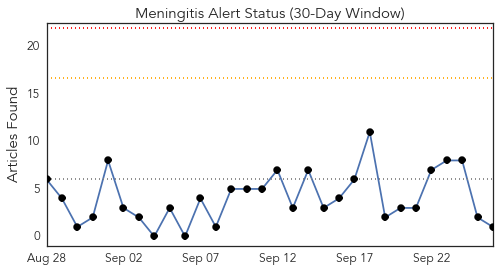 Meningitis Alert Status (30-Day Window)
Articles Found
20
15
10
5
0
Aug 28 Sep 02 Sep 07 Sep 12 Sep 17 Sep 22